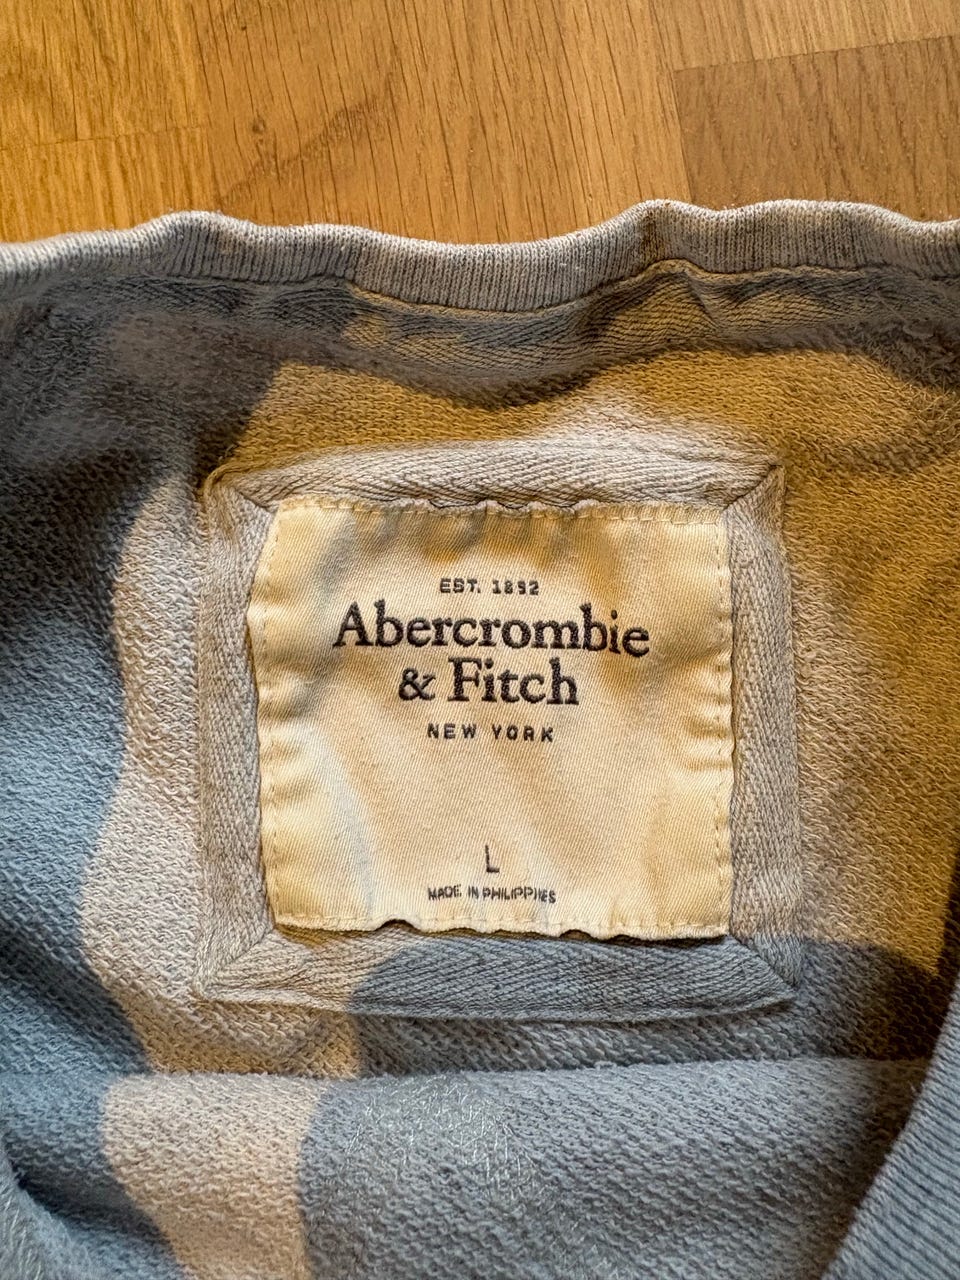 EST. 1892
Abercrombie
& Fitch
NEW YORK
L
MADE IN PHILIPPINES